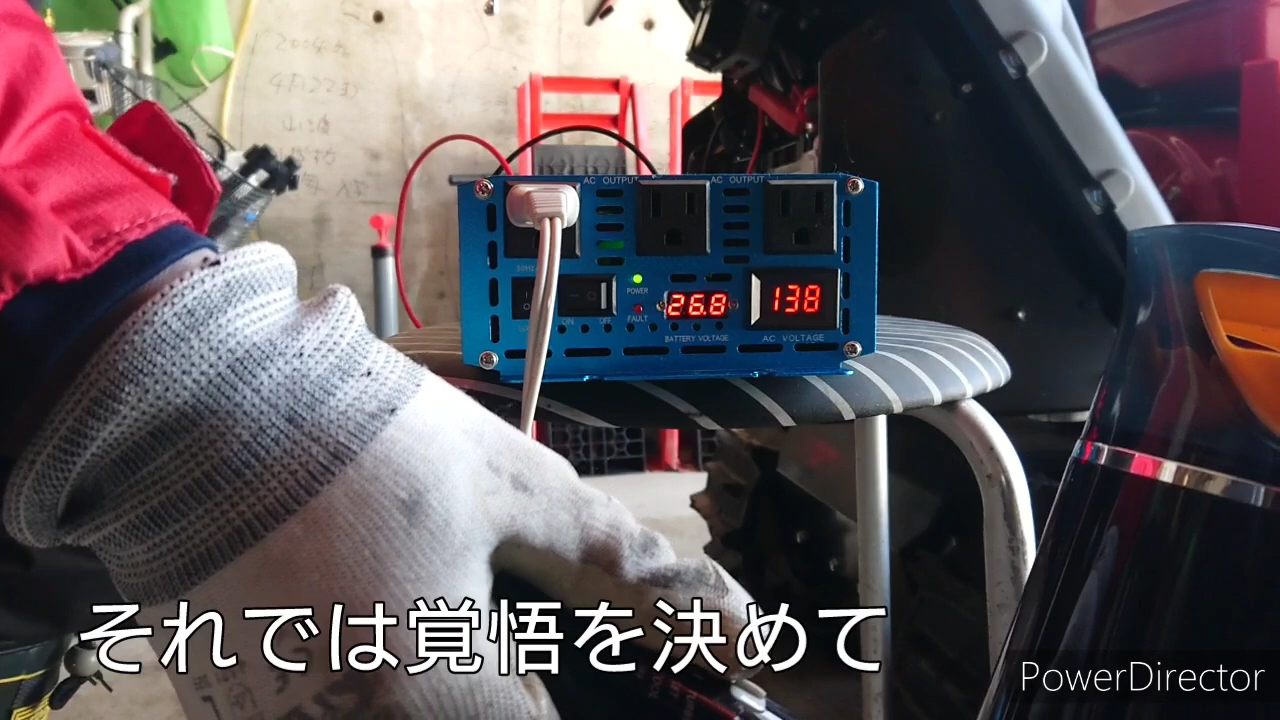 AC OUTPUT
AC OUTPUT
50Hz
POWER
FAULT
ON
OFF
26.8
BATTERY VOLTAGE
138
AC VOLTAGE
それでは覚悟を決めて
PowerDirector